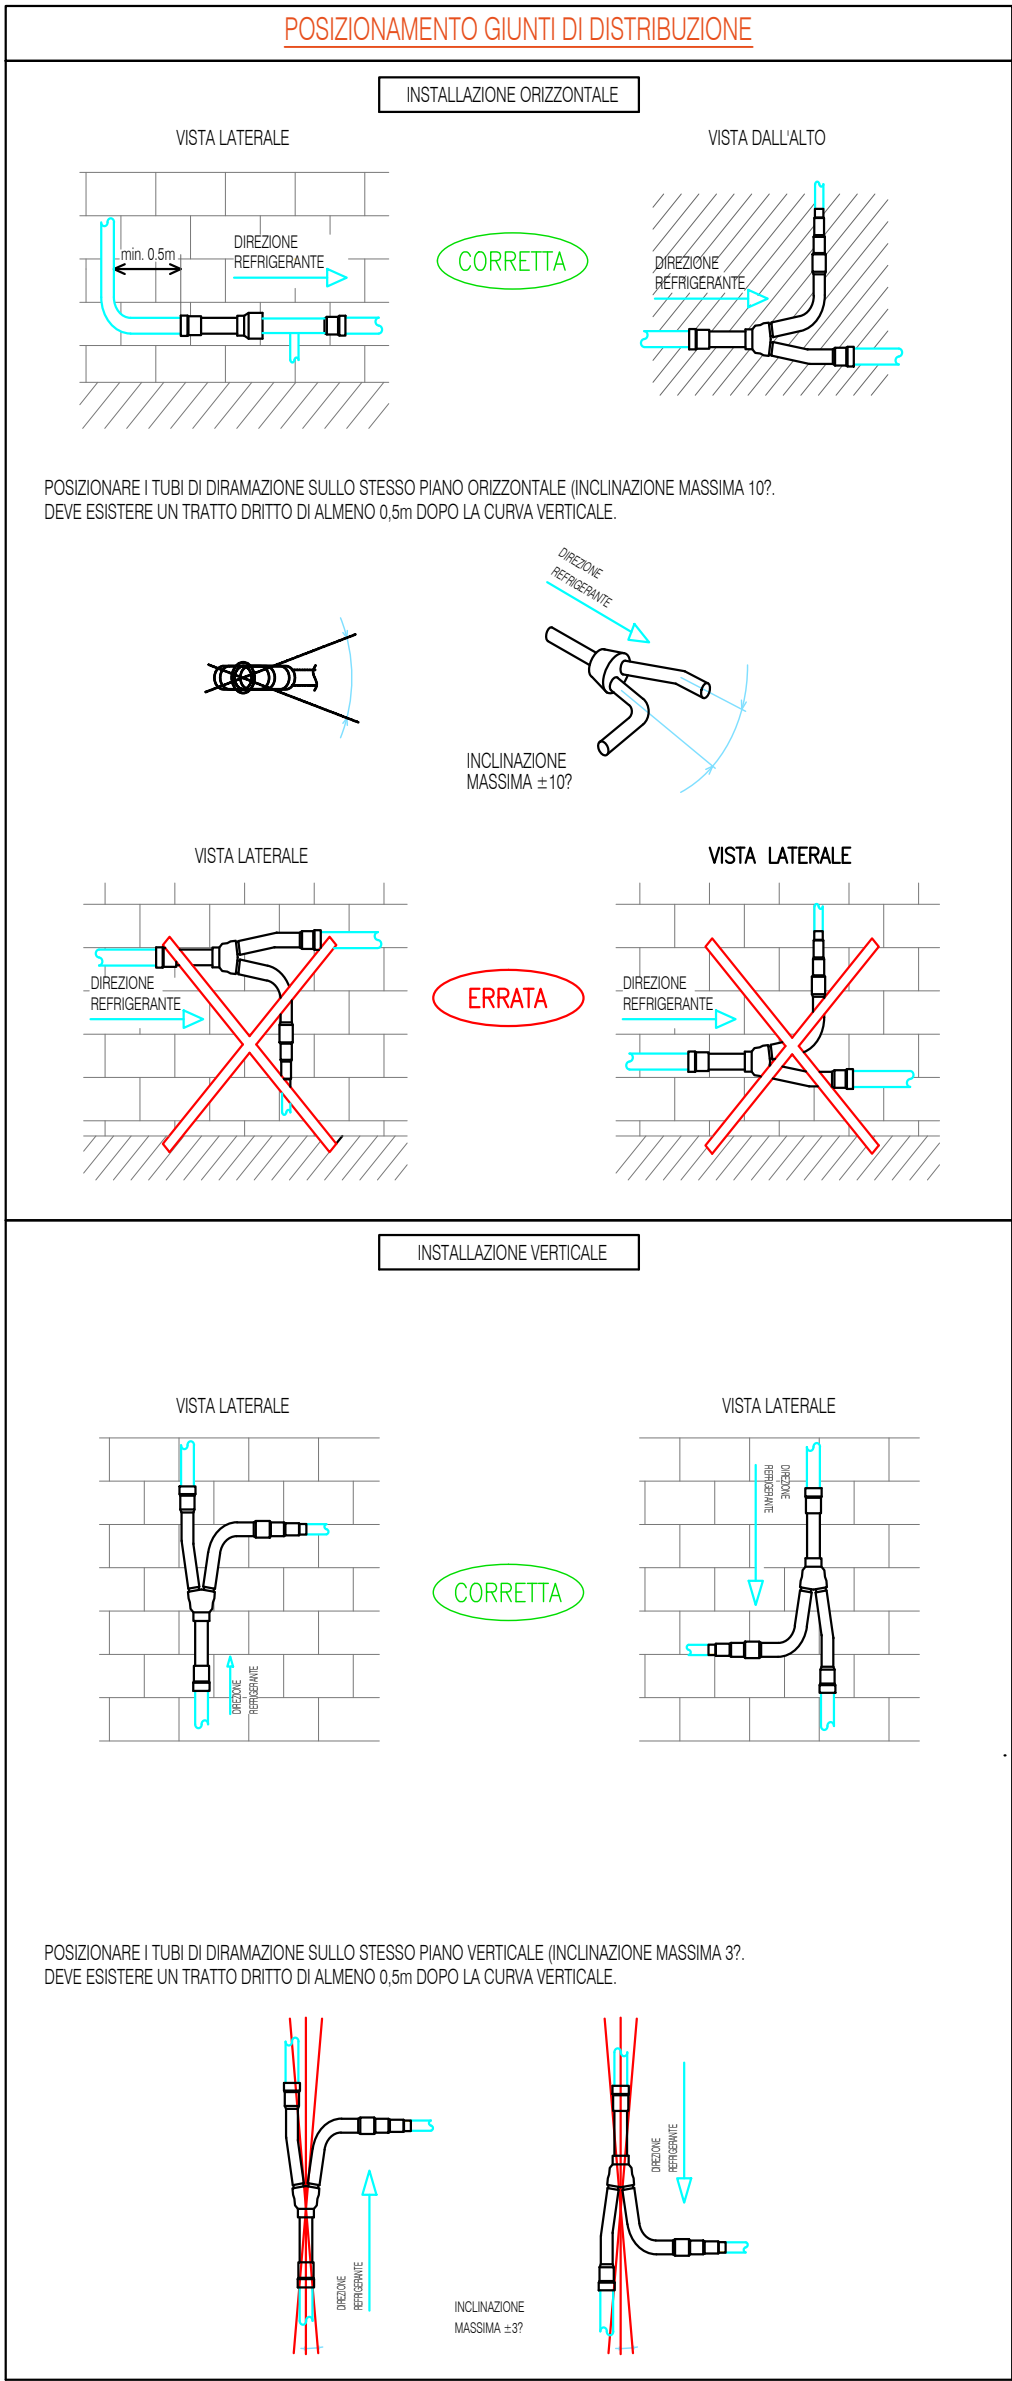 POSIZIONAMENTO GIUNTI DI DISTRIBUZIONE
INSTALLAZIONE ORIZZONTALE
VISTA LATERALE
VISTA DALL'ALTO
min. 0.5m
DIREZIONE
REFRIGERANTE
CORRETTA
DIREZIONE
REFRIGERANTE
POSIZIONARE I TUBI DI DIRAMAZIONE SULLO STESSO PIANO ORIZZONTALE (INCLINAZIONE MASSIMA 10?.
DEVE ESISTERE UN TRATTO DRITTO DI ALMENO 0,5m DOPO LA CURVA VERTICALE.
DIREZIONE
REFRIGERANTE
INCLINAZIONE
MASSIMA ±10?
VISTA LATERALE
VISTA LATERALE
DIREZIONE
REFRIGERANTE
ERRATA
DIREZIONE
REFRIGERANTE
INSTALLAZIONE VERTICALE
VISTA LATERALE
VISTA LATERALE
DIREZIONE
REFRIGERANTE
CORRETTA
DIREZIONE
REFRIGERANTE
POSIZIONARE I TUBI DI DIRAMAZIONE SULLO STESSO PIANO VERTICALE (INCLINAZIONE MASSIMA 3?.
DEVE ESISTERE UN TRATTO DRITTO DI ALMENO 0,5m DOPO LA CURVA VERTICALE.
DIREZIONE
REFRIGERANTE
DIREZIONE
REFRIGERANTE
INCLINAZIONE
MASSIMA ±3?